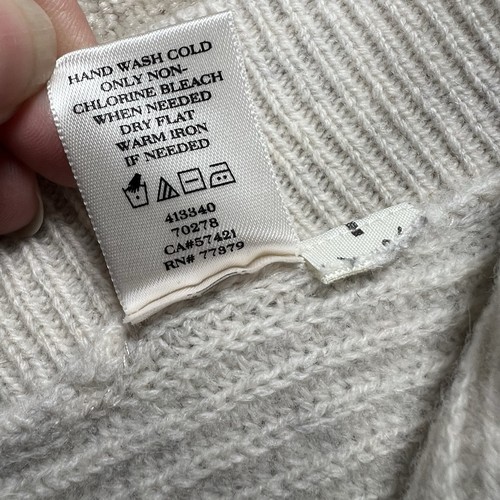 HAND WASH COLD
ONLY NON-
CHLORINE BLEACH
WHEN NEEDED
DRY FLAT
WARM IRON
IF NEEDED
413340
70278
CA#57421
RN# 77979